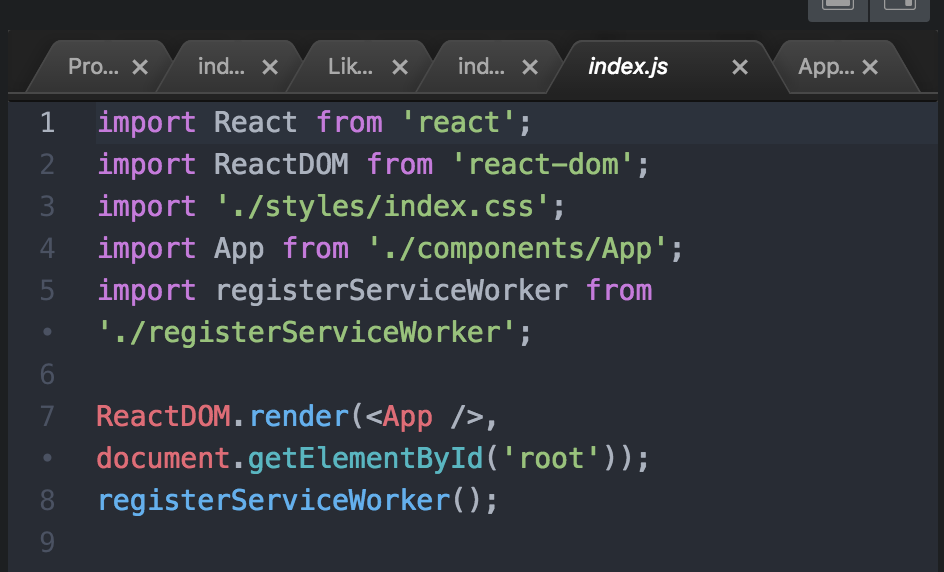 Pro... × ind... × Lik... × ind... × index.js × App... ×
1 import React from 'react';
2 import ReactDOM from 'react-dom';
3 import './styles/index.css';
4 import App from './components/App';
5 import registerServiceWorker from
• './registerServiceWorker';
6
7 ReactDOM.render(<App />,
• document.getElementById('root'));
8 registerServiceWorker();
9